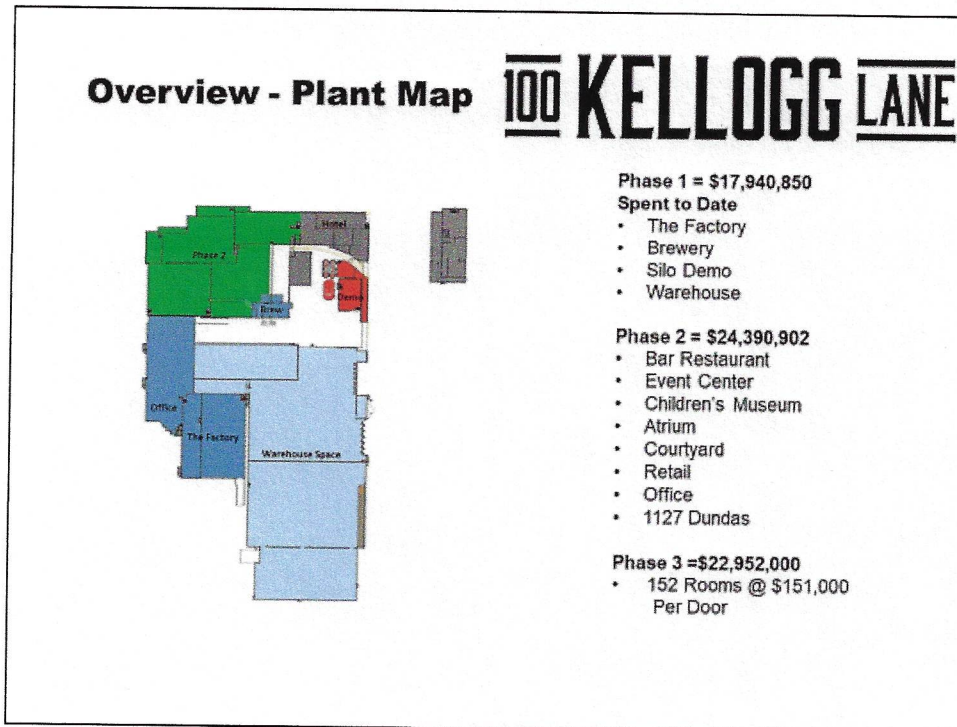 Overview - Plant Map
100 KELLOGG LANE
Phase 1 = $17,940,850
Spent to Date
• The Factory
• Brewery
• Silo Demo
• Warehouse
Phase 2 = $24,390,902
• Bar Restaurant
• Event Center
• Children's Museum
• Atrium
• Courtyard
• Retail
• Office
• 1127 Dundas
Phase 3 =$22,952,000
• 152 Rooms @ $151,000
Per Door
Hotel
Phase 2
Demo
Brew
Office
The Factory
Warehouse Space